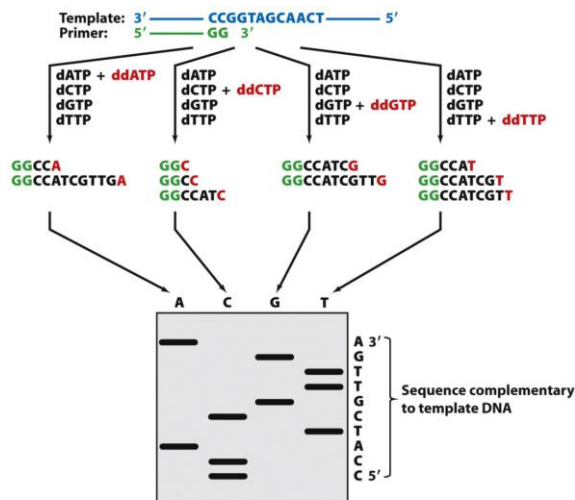 Template: 3′ CCGGTAGCAACT 5′
Primer: 5′ GG 3′
dATP + ddATP
dCTP
dGTP
dTTP
dATP
dCTP + ddCTP
dGTP
dTTP
dATP
dCTP
dGTP + ddGTP
dTTP
dATP
dCTP
dGTP
dTTP + ddTTP
GGCCA
GGCCATCGTTGA
GGC
GGCC
GGCCATC
GGCCATCG
GGCCATCGTTG
GGCCAT
GGCCATCGT
GGCCATCGTT
A C G T
A 3′
G
T
T
G
C
T
A
C
C 5′
Sequence complementary
to template DNA